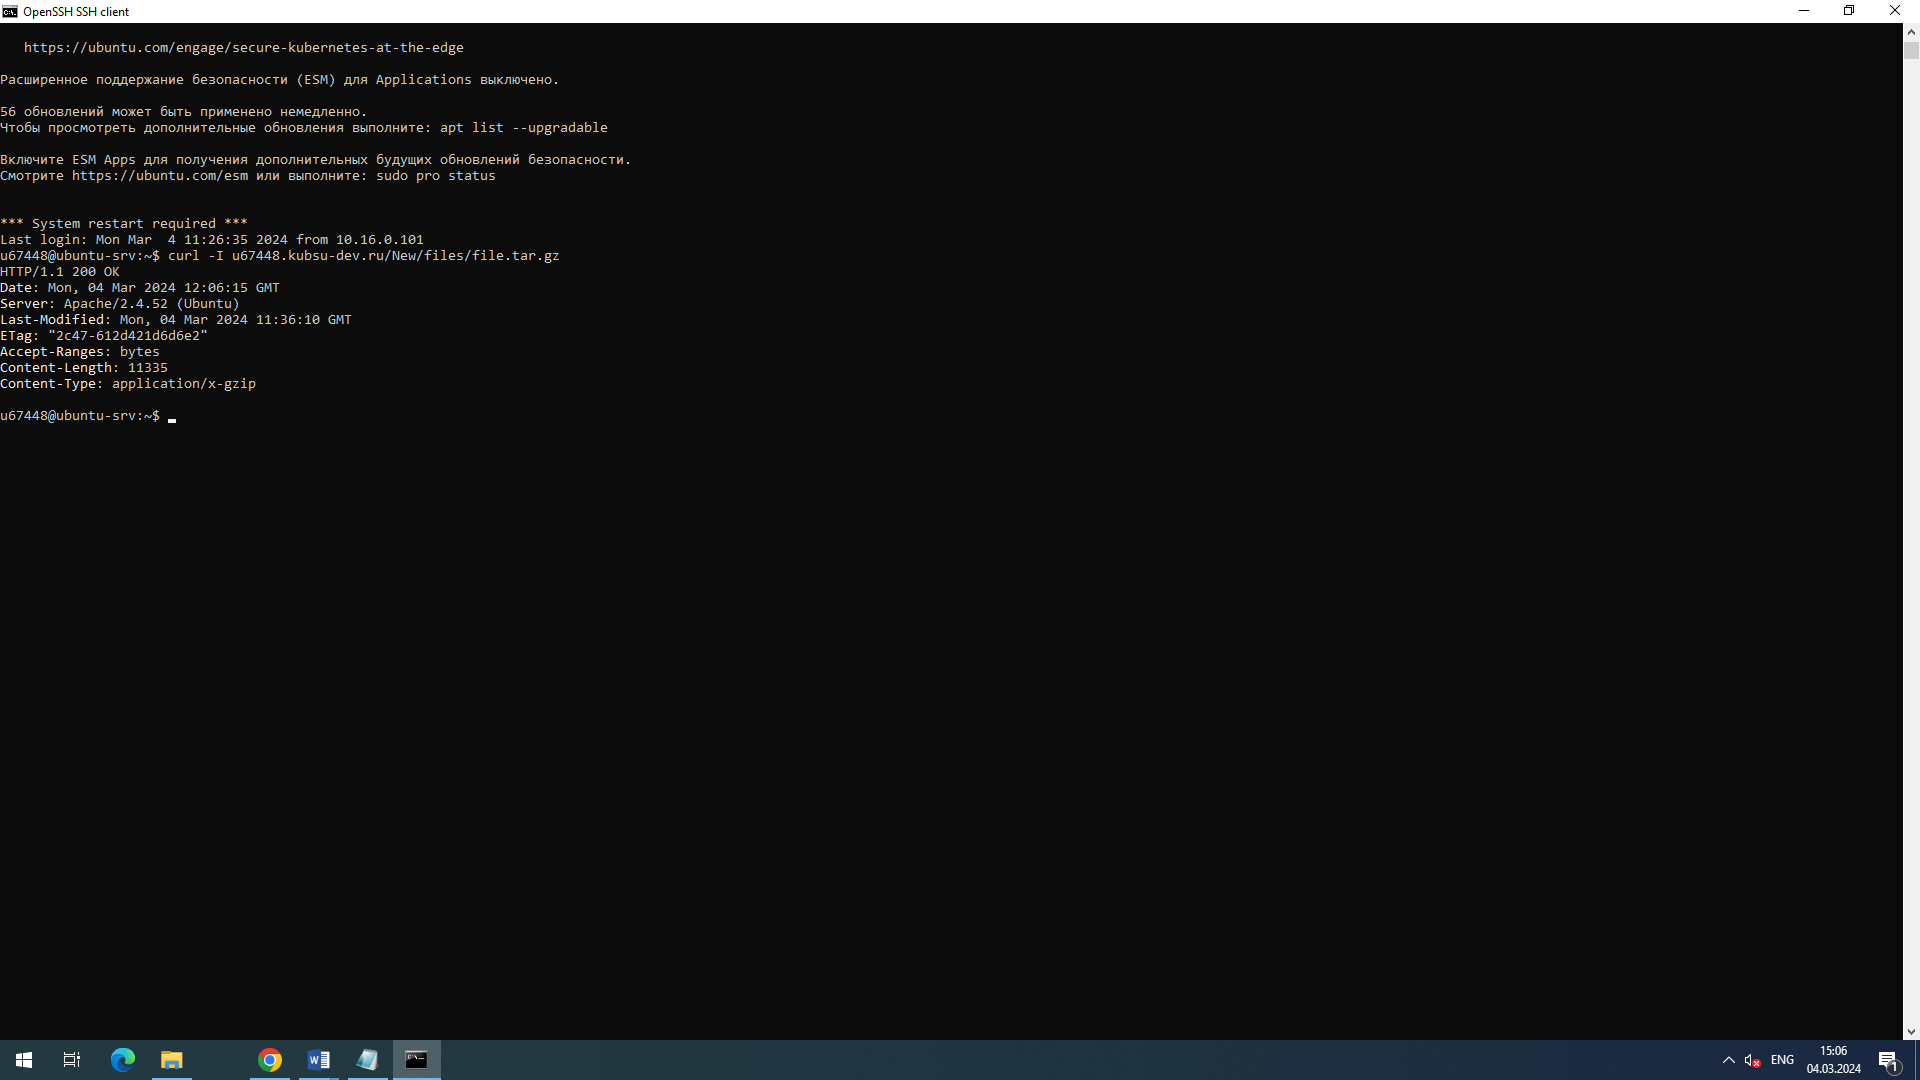 OpenSSH SSH client
https://ubuntu.com/engage/secure-kubernetes-at-the-edge
Расширенное поддержание безопасности (ESM) для Applications выключено.
56 обновлений может быть применено немедленно.
Чтобы просмотреть дополнительные обновления выполните: apt list --upgradable
Включите ESM Apps для получения дополнительных будущих обновлений безопасности.
Смотрите https://ubuntu.com/esm или выполните: sudo pro status
*** System restart required ***
Last login: Mon Mar  4 11:26:35 2024 from 10.16.0.101
u67448@ubuntu-srv:~$ curl -I u67448.kubsu-dev.ru/New/files/file.tar.gz
HTTP/1.1 200 OK
Date: Mon, 04 Mar 2024 12:06:15 GMT
Server: Apache/2.4.52 (Ubuntu)
Last-Modified: Mon, 04 Mar 2024 11:36:10 GMT
ETag: "2c47-612d421d6d6e2"
Accept-Ranges: bytes
Content-Length: 11335
Content-Type: application/x-gzip
u67448@ubuntu-srv:~$
ENG
15:06
04.03.2024
1